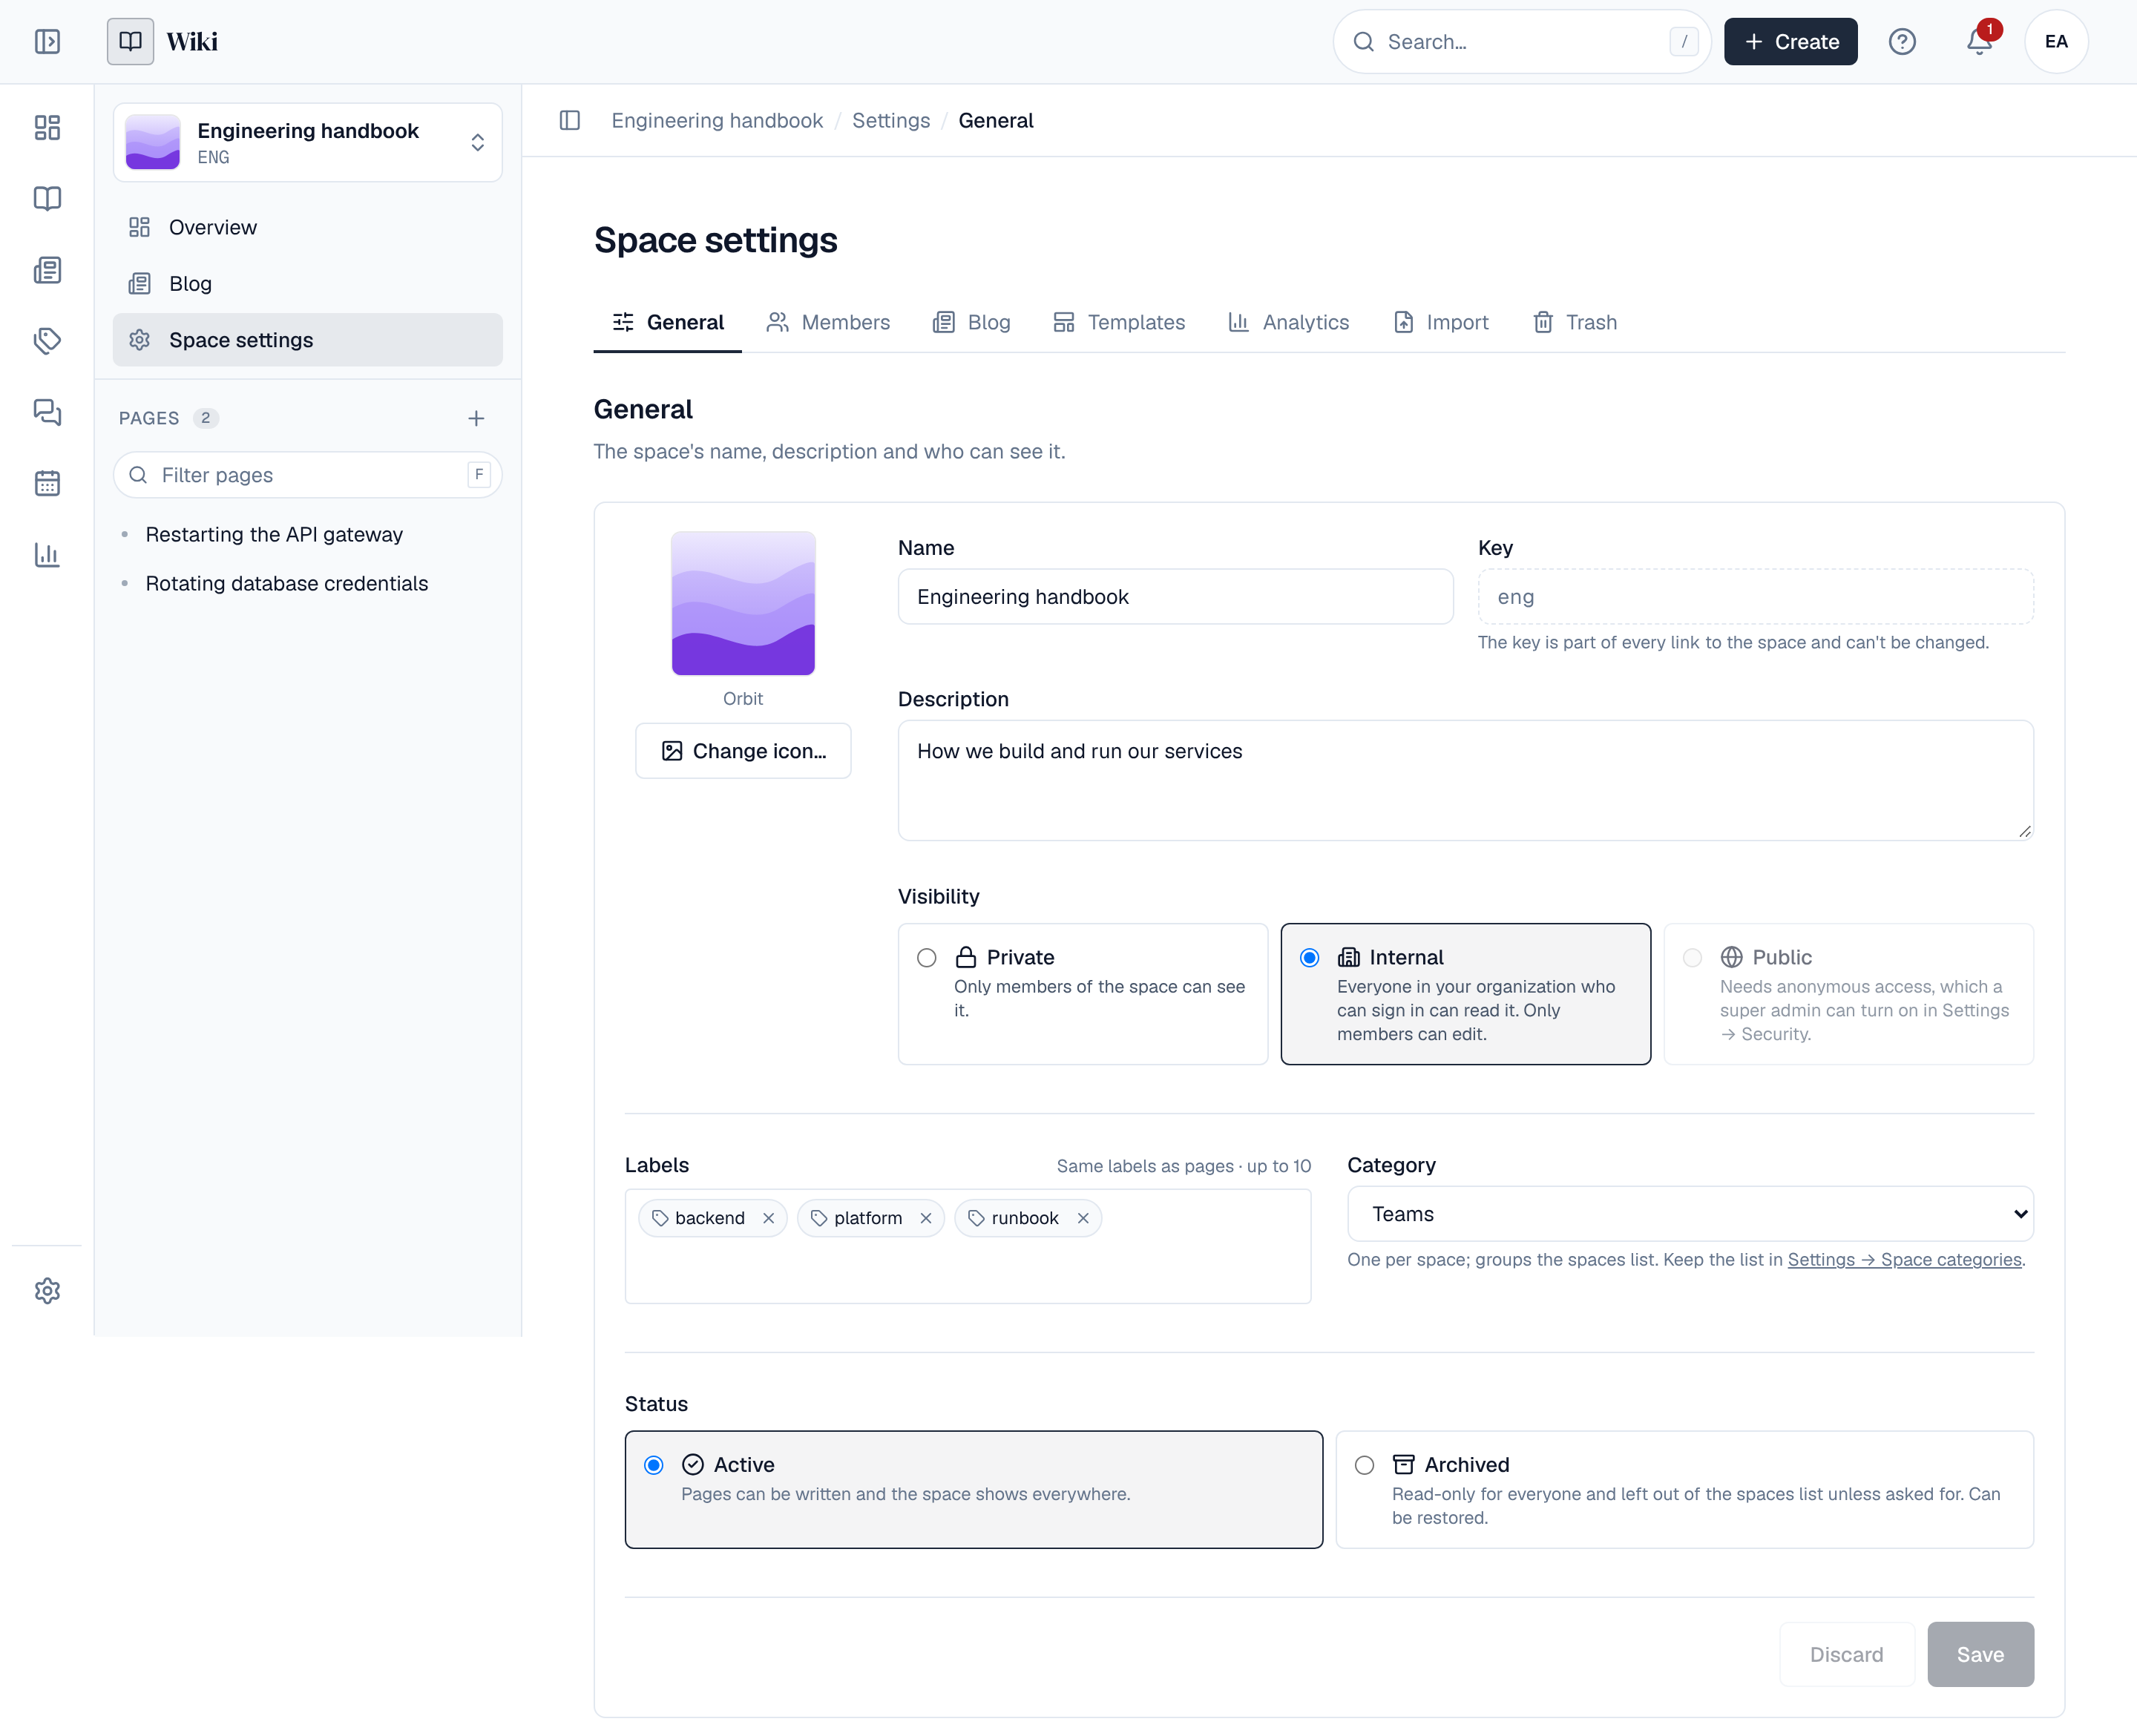 Wiki
Search...
/
Create
1
EA
Engineering handbook
ENG
Overview
Blog
Space settings
PAGES 2
Filter pages
F
Restarting the API gateway
Rotating database credentials
Engineering handbook / Settings / General
Space settings
General
Members
Blog
Templates
Analytics
Import
Trash
General
The space's name, description and who can see it.
Orbit
Change icon...
Name
Engineering handbook
Key
eng
The key is part of every link to the space and can't be changed.
Description
How we build and run our services
Visibility
Private
Only members of the space can see
it.
Internal
Everyone in your organization who
can sign in can read it. Only
members can edit.
Public
Needs anonymous access, which a
super admin can turn on in Settings
→ Security.
Labels
Same labels as pages · up to 10
backend
platform
runbook
Category
Teams
One per space; groups the spaces list. Keep the list in Settings → Space categories.
Status
Active
Pages can be written and the space shows everywhere.
Archived
Read-only for everyone and left out of the spaces list unless asked for. Can
be restored.
Discard
Save